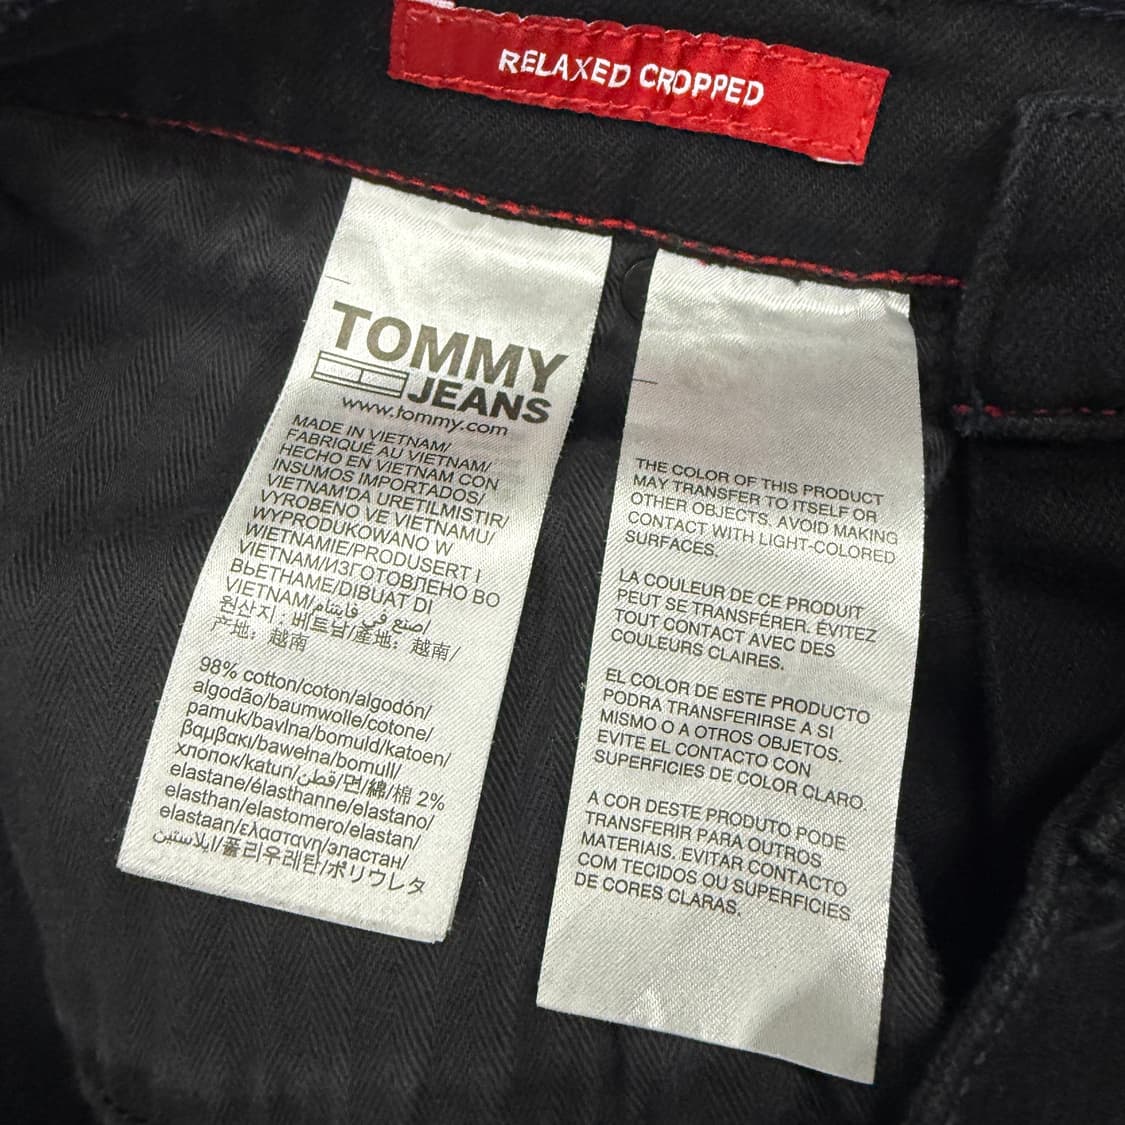 RELAXED CROPPED
TOMMY
JEANS
www.tommy.com
MADE IN VIETNAM/
FABRIQUÉ AU VIETNAM/
HECHO EN VIETNAM CON
INSUMOS IMPORTADOS/
VIETNAM'DA URETILMISTIR/
VYROBENO VE VIETNAMU/
WYPRODUKOWANO W
WIETNAMIE/PRODUSERT I
VIETNAM/ИЗГОТОВЛЕНО ВО
ВЬЕТНАМЕ/DIBUAT DI
VIETNAM/صنع في فايتنام/
원산지 : 베트남/產地：越南/
产地：越南
98% cotton/coton/algodón/
algodão/baumwolle/cotone/
pamuk/bavlna/bomuld/katoen/
βαμβακι/bawełna/bomull/
хлопок/katun/قطن/면/綿/棉 2%
elastane/élasthanne/elastano/
elasthan/elastomero/elastan/
elastaan/ελαστανη/эластан/
ايلاستين/폴리우레탄/ポリウレタ
THE COLOR OF THIS PRODUCT
MAY TRANSFER TO ITSELF OR
OTHER OBJECTS. AVOID MAKING
CONTACT WITH LIGHT-COLORED
SURFACES.
LA COULEUR DE CE PRODUIT
PEUT SE TRANSFÉRER. ÉVITEZ
TOUT CONTACT AVEC DES
COULEURS CLAIRES.
EL COLOR DE ESTE PRODUCTO
PODRA TRANSFERIRSE A SI
MISMO O A OTROS OBJETOS.
EVITE EL CONTACTO CON
SUPERFICIES DE COLOR CLARO.
A COR DESTE PRODUTO PODE
TRANSFERIR PARA OUTROS
MATERIAIS. EVITAR CONTACTO
COM TECIDOS OU SUPERFICIES
DE CORES CLARAS.